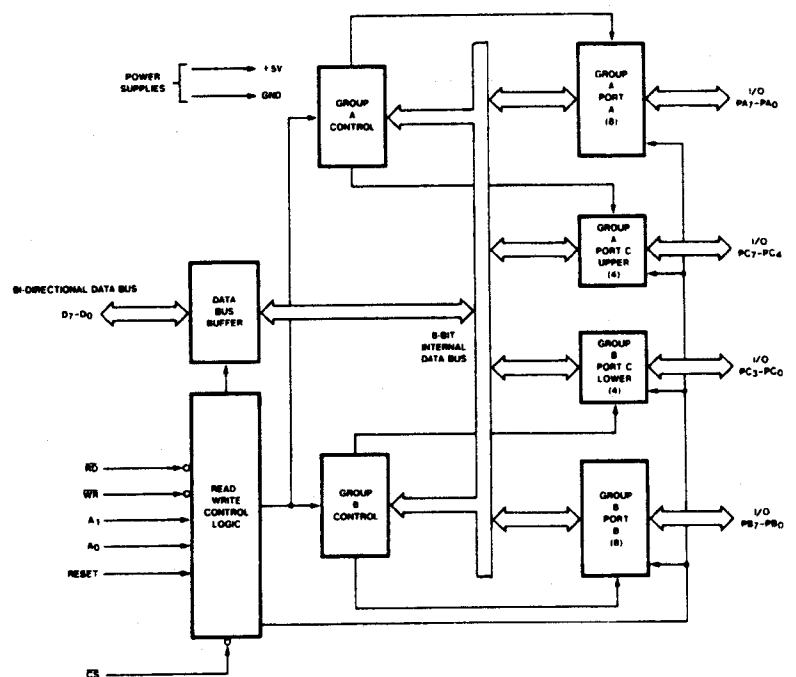 POWER
SUPPLIES
+5V
GND
GROUP
A
CONTROL
GROUP
A
PORT
A
(8)
I/O
PA7-PA0
GROUP
A
PORT C
UPPER
(4)
I/O
PC7-PC4
BI-DIRECTIONAL DATA BUS
D7-D0
DATA
BUS
BUFFER
8-BIT
INTERNAL
DATA BUS
GROUP
B
PORT C
LOWER
(4)
I/O
PC3-PC0
RD
WR
A1
A0
RESET
CS
READ
WRITE
CONTROL
LOGIC
GROUP
B
CONTROL
GROUP
B
PORT
B
(8)
I/O
PB7-PB0